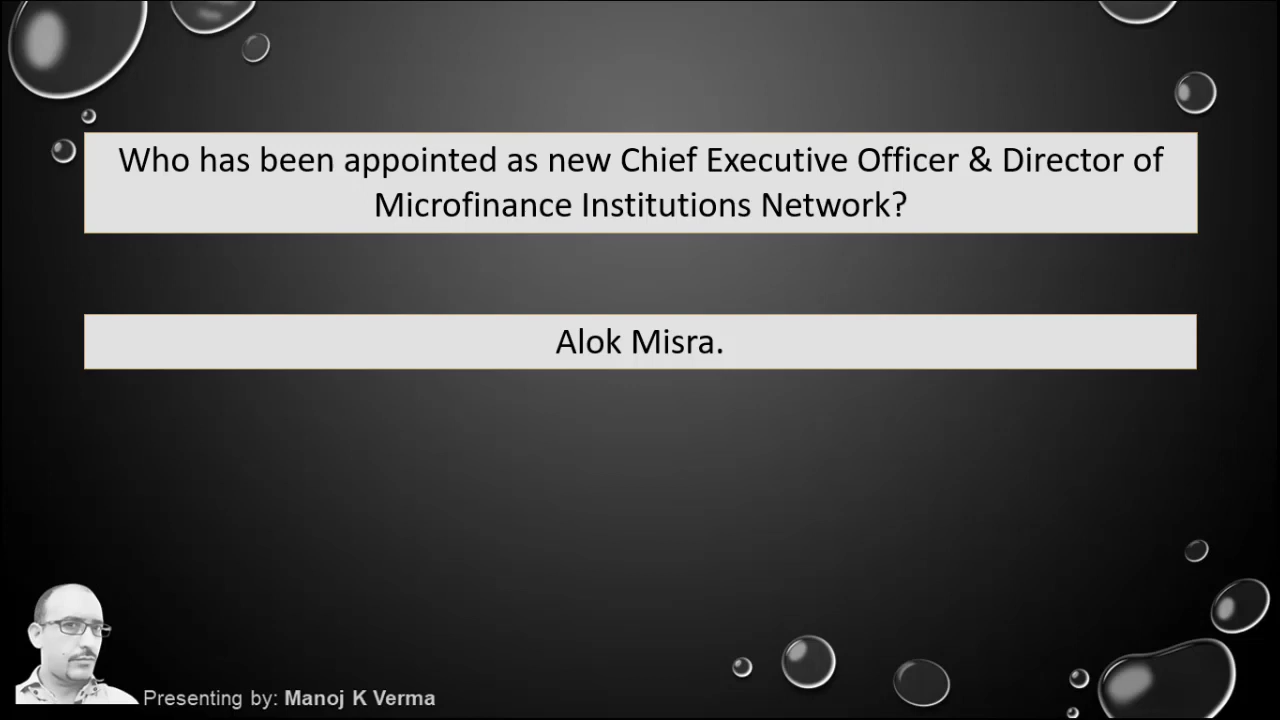 Who has been appointed as new Chief Executive Officer & Director of
Microfinance Institutions Network?
Alok Misra.
Presenting by: Manoj K Verma